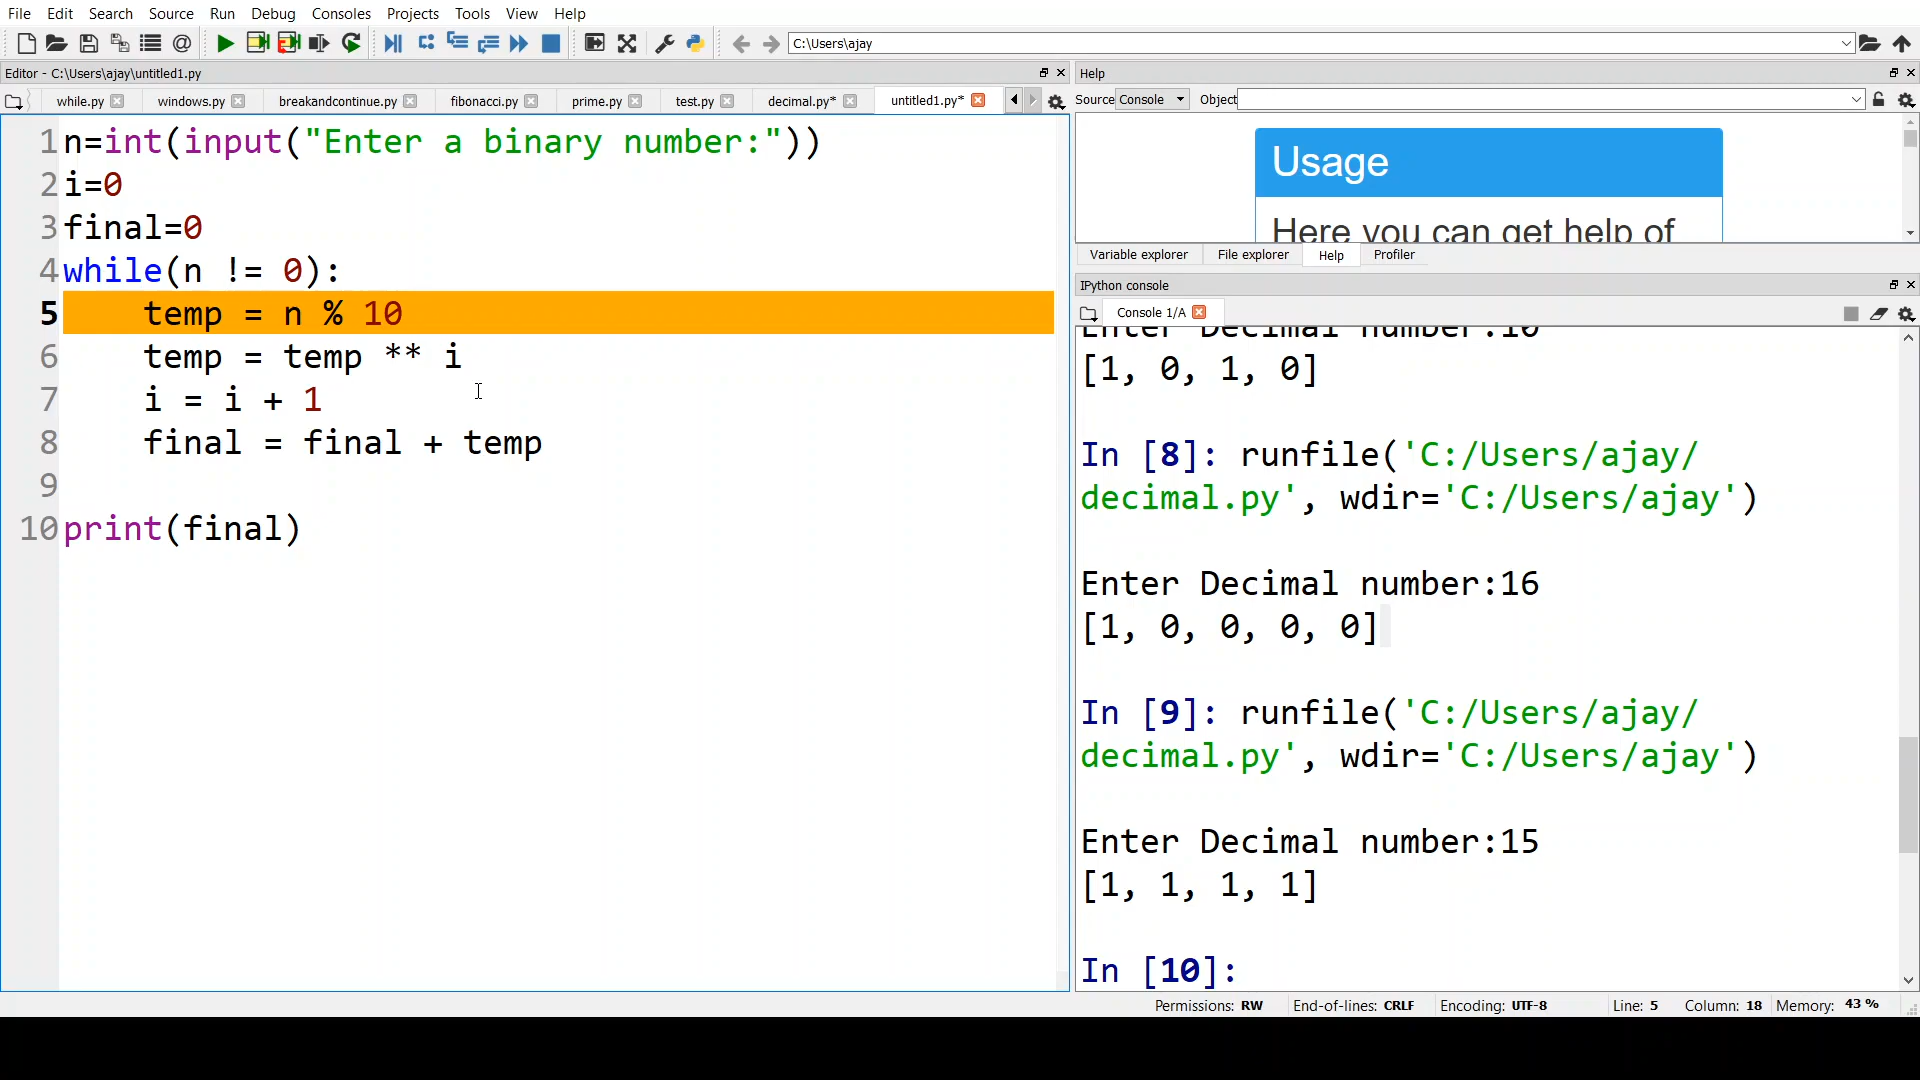 File Edit Search Source Run Debug Consoles Projects Tools View Help
C:\Users\ajay
Editor - C:\Users\ajay\untitled1.py
while.py windows.py breakandcontinue.py fibonacci.py prime.py test.py decimal.py* untitled1.py*
1 n=int(input("Enter a binary number:"))
2 i=0
3 final=0
4 while(n != 0):
5 temp = n % 10
6 temp = temp ** i
7 i = i + 1
8 final = final + temp
9
10 print(final)
Help
Source Console Object
Usage
Here you can get help of
Variable explorer File explorer Help Profiler
IPython console
Console 1/A
Enter Decimal number:10
[1, 0, 1, 0]
In [8]: runfile('C:/Users/ajay/
decimal.py', wdir='C:/Users/ajay')
Enter Decimal number:16
[1, 0, 0, 0, 0]
In [9]: runfile('C:/Users/ajay/
decimal.py', wdir='C:/Users/ajay')
Enter Decimal number:15
[1, 1, 1, 1]
In [10]:
Permissions: RW End-of-lines: CRLF Encoding: UTF-8 Line: 5 Column: 18 Memory: 43 %